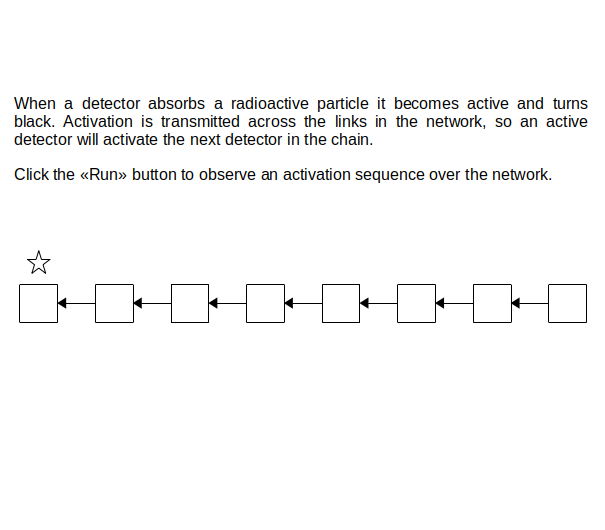 When a detector absorbs a radioactive particle it becomes active and turns
black. Activation is transmitted across the links in the network, so an active
detector will activate the next detector in the chain.
Click the «Run» button to observe an activation sequence over the network.